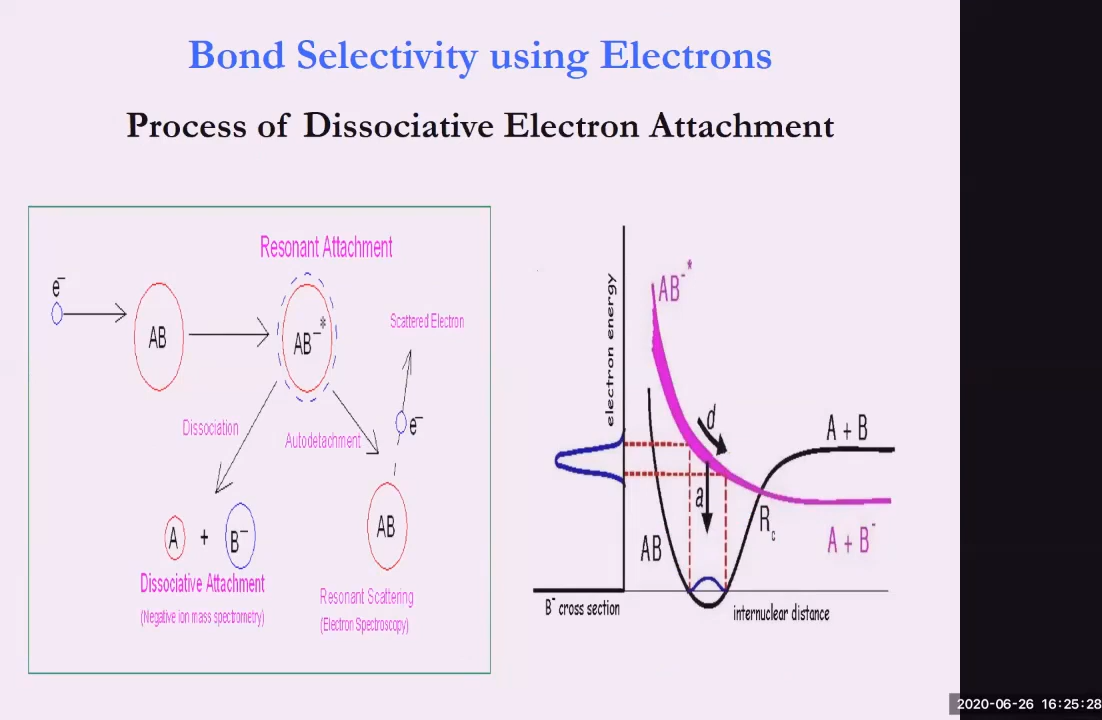 Bond Selectivity using Electrons
Process of Dissociative Electron Attachment
Resonant Attachment
e−
AB
AB−*
Scattered Electron
Dissociation
Autodetachment
e−
A + B−
AB
Dissociative Attachment
(Negative ion mass spectrometry)
Resonant Scattering
(Electron Spectroscopy)
electron energy
AB−*
d
A + B
a
Rc
AB
A + B-
B- cross section
internuclear distance
2020-06-26 16:25:28